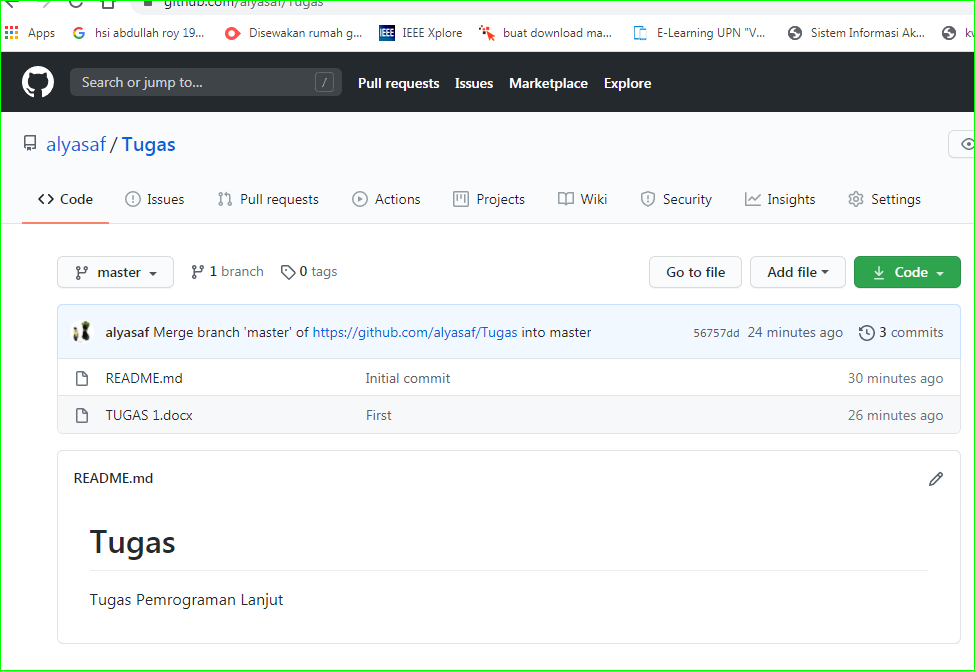 github.com/alyasaf/Tugas
Apps hsi abdullah roy 19... Disewakan rumah g... IEEE IEEE Xplore buat download ma... E-Learning UPN "V... Sistem Informasi Ak...
Search or jump to... / Pull requests Issues Marketplace Explore
alyasaf / Tugas
Code Issues Pull requests Actions Projects Wiki Security Insights Settings
master 1 branch 0 tags Go to file Add file Code
alyasaf Merge branch 'master' of https://github.com/alyasaf/Tugas into master 56757dd 24 minutes ago 3 commits
README.md Initial commit 30 minutes ago
TUGAS 1.docx First 26 minutes ago
README.md
Tugas
Tugas Pemrograman Lanjut